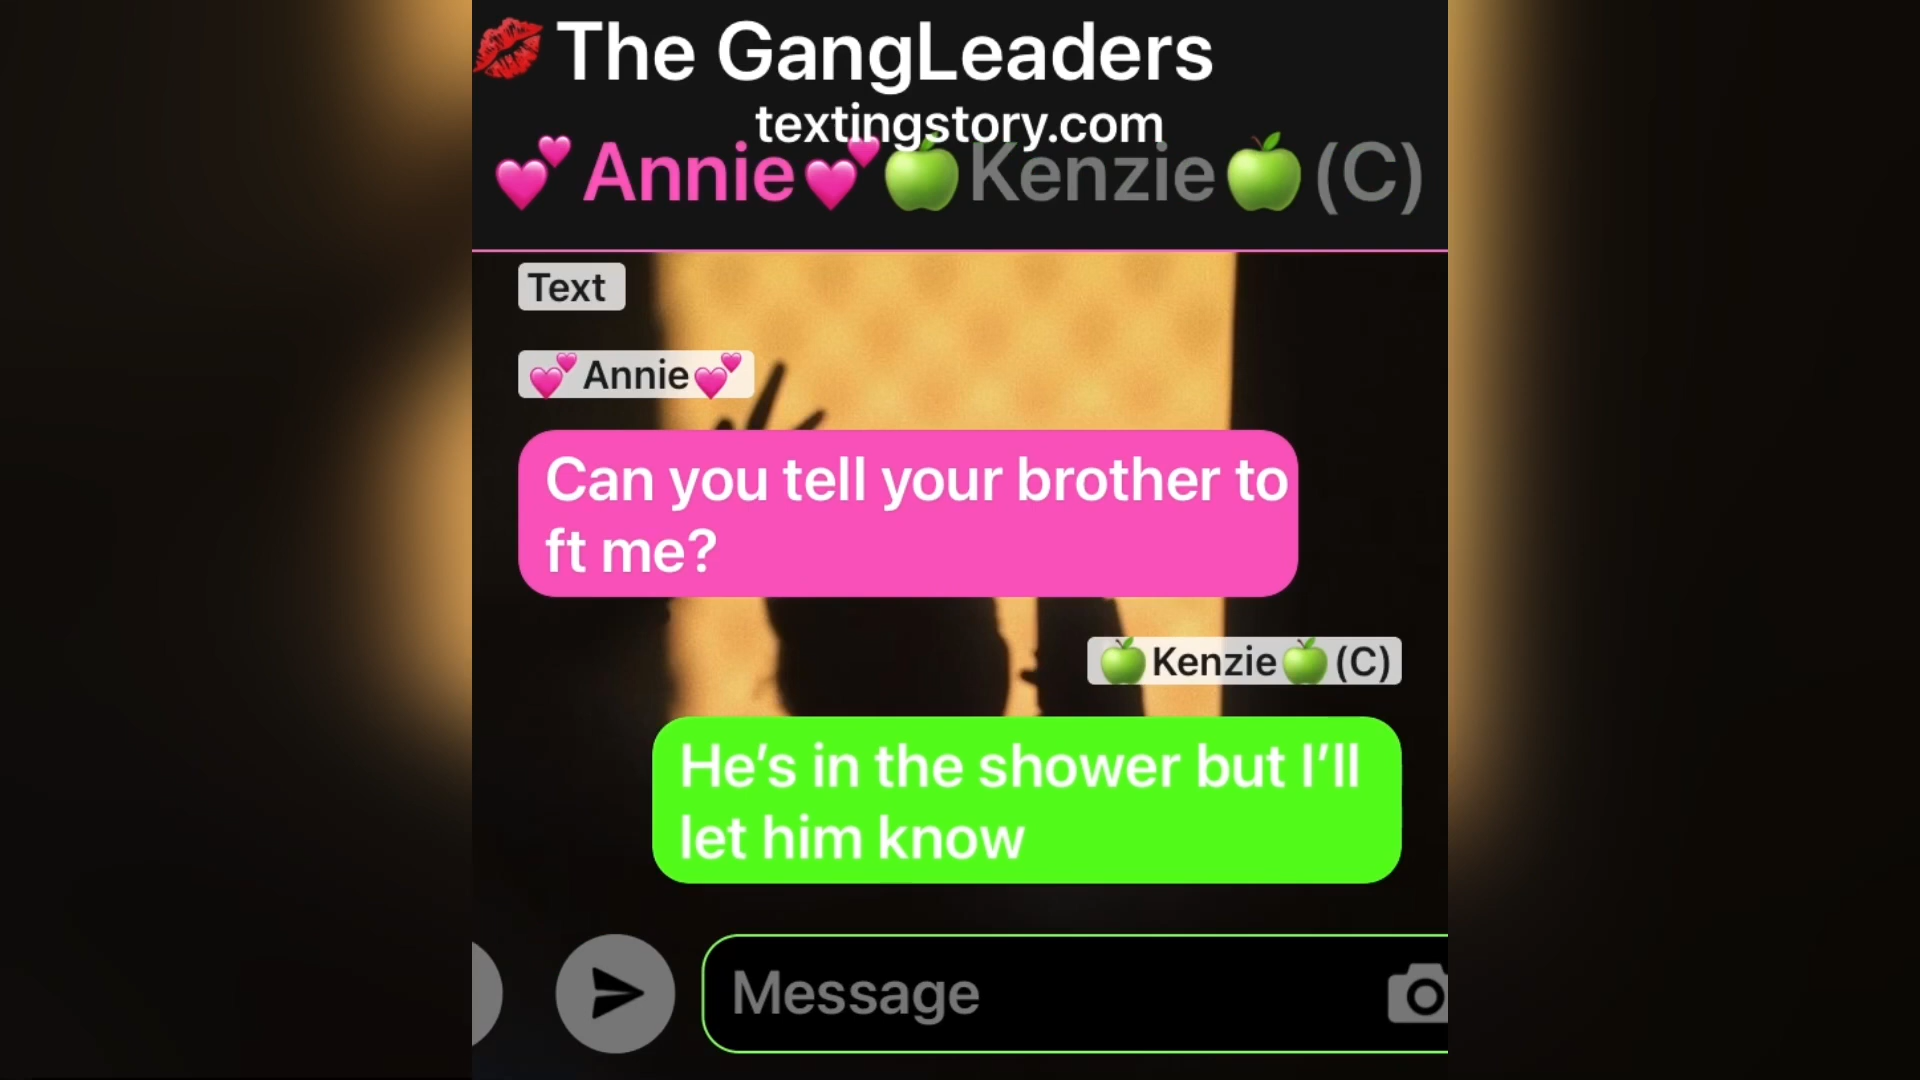 💋The GangLeaders
textingstory.com
💕Annie💕🍏Kenzie🍏(C)
Text
💕Annie💕
Can you tell your brother to
ft me?
🍏Kenzie🍏(C)
He’s in the shower but I’ll
let him know
Message